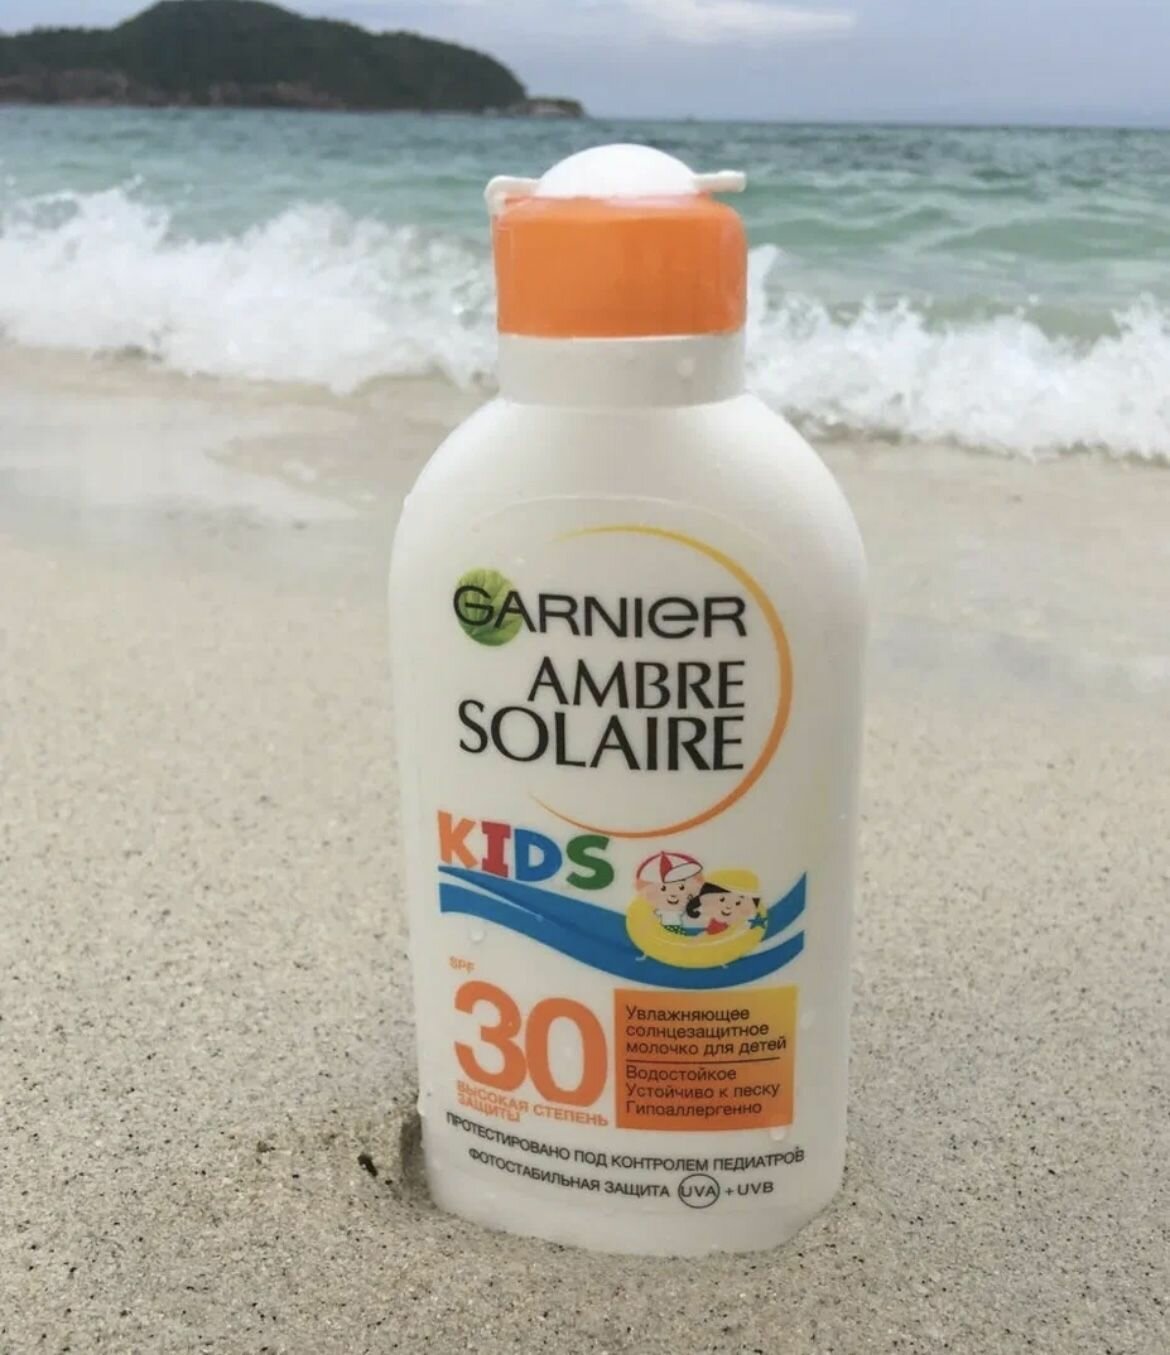 GARNIER
AMBRE
SOLAIRE
KIDS
SPF
30
ВЫСОКАЯ СТЕПЕНЬ
ЗАЩИТЫ
Увлажняющее
солнцезащитное
молочко для детей
Водостойкое
Устойчиво к песку
Гипоаллергенно
ПРОТЕСТИРОВАНО ПОД КОНТРОЛЕМ ПЕДИАТРОВ
ФОТОСТАБИЛЬНАЯ ЗАЩИТА UVA + UVB